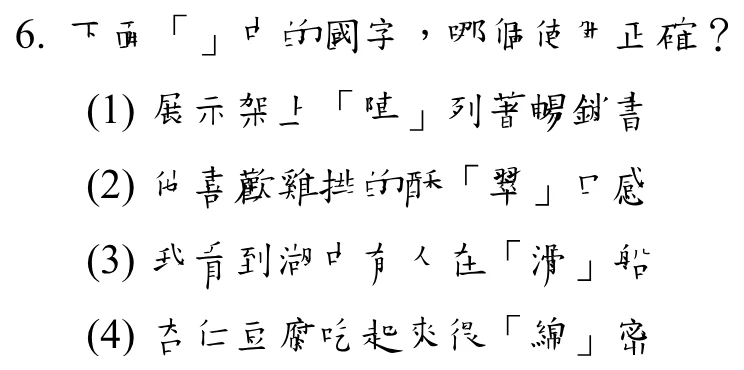 6. 下面「」中的國字，哪個使用正確？
(1) 展示架上「陳」列著暢銷書
(2) 他喜歡雞排的酥「翠」口感
(3) 我看到湖中有人在「滑」船
(4) 杏仁豆腐吃起來很「綿」密